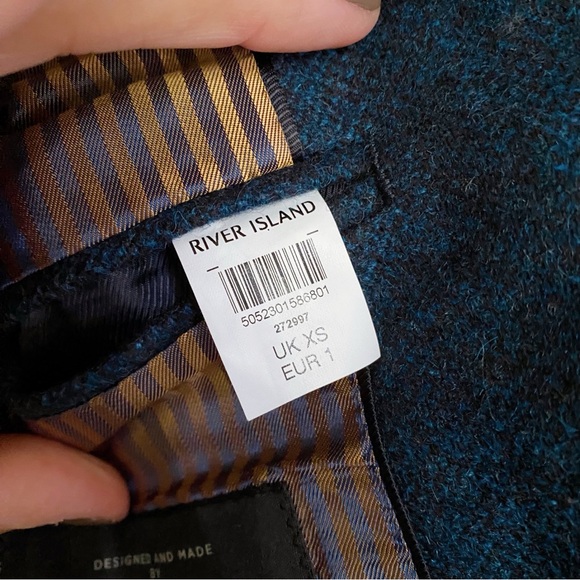 RIVER ISLAND
5052301586801
272997
UK XS
EUR 1
DESIGNED AND MADE
BY